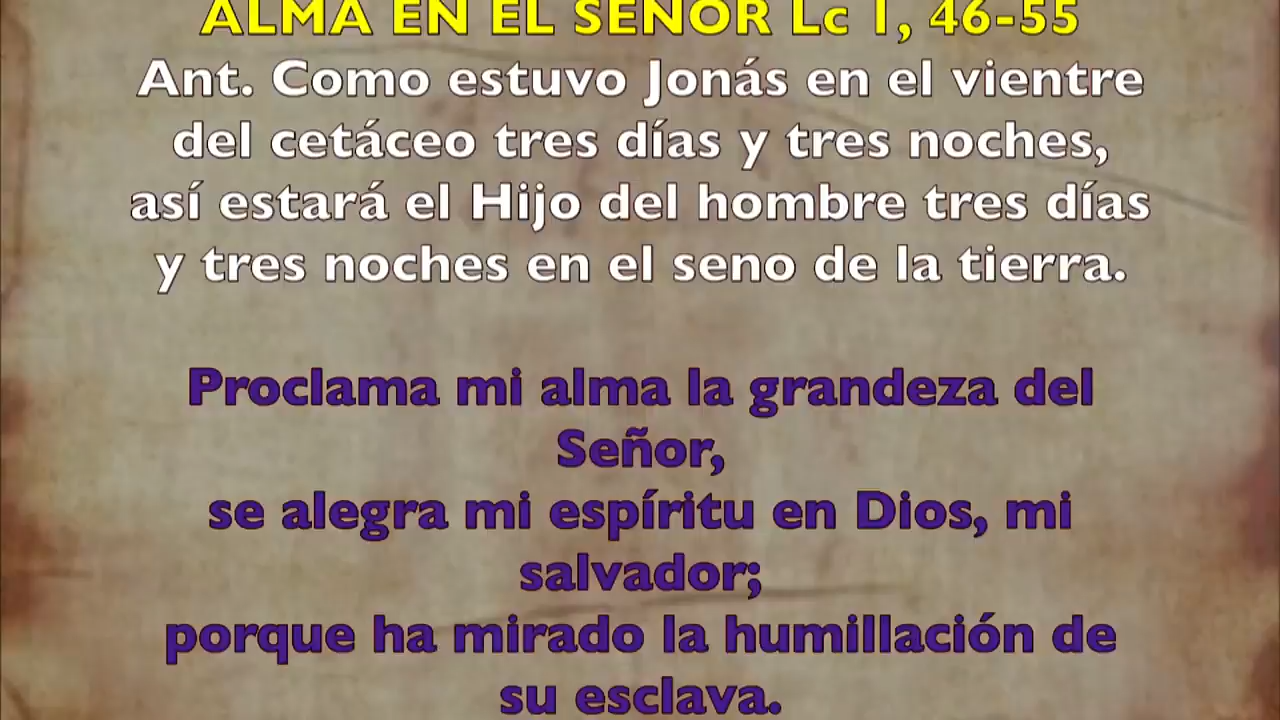 ALMA EN EL SEÑOR Lc 1, 46-55
Ant. Como estuvo Jonás en el vientre
del cetáceo tres días y tres noches,
así estará el Hijo del hombre tres días
y tres noches en el seno de la tierra.
Proclama mi alma la grandeza del
Señor,
se alegra mi espíritu en Dios, mi
salvador;
porque ha mirado la humillación de
su esclava.